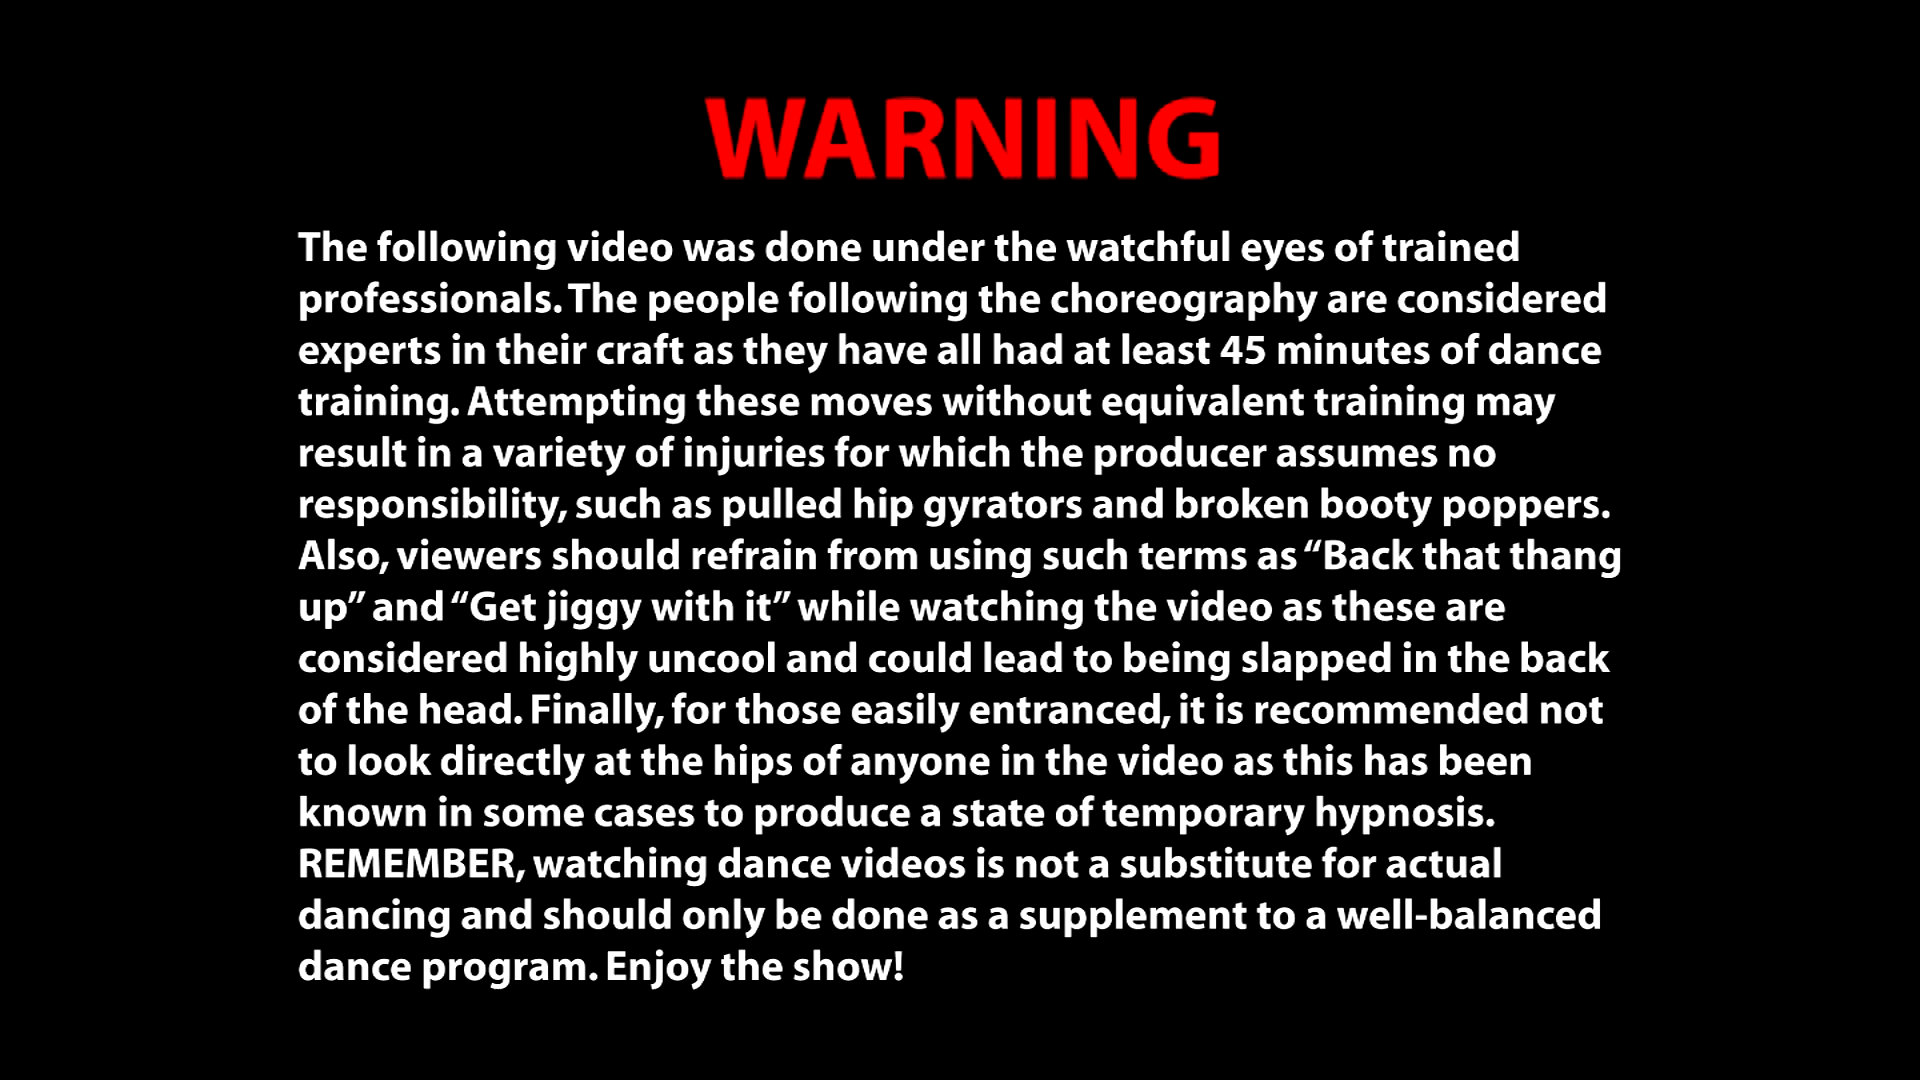 WARNING
The following video was done under the watchful eyes of trained
professionals. The people following the choreography are considered
experts in their craft as they have all had at least 45 minutes of dance
training. Attempting these moves without equivalent training may
result in a variety of injuries for which the producer assumes no
responsibility, such as pulled hip gyrators and broken booty poppers.
Also, viewers should refrain from using such terms as “Back that thang
up” and “Get jiggy with it” while watching the video as these are
considered highly uncool and could lead to being slapped in the back
of the head. Finally, for those easily entranced, it is recommended not
to look directly at the hips of anyone in the video as this has been
known in some cases to produce a state of temporary hypnosis.
REMEMBER, watching dance videos is not a substitute for actual
dancing and should only be done as a supplement to a well-balanced
dance program. Enjoy the show!